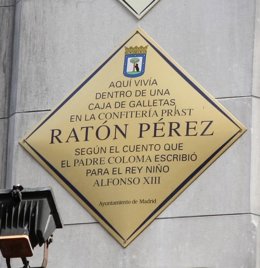 AQUÍ VIVÍA
DENTRO DE UNA
CAJA DE GALLETAS
EN LA CONFITERÍA PRAST
RATÓN PÉREZ
SEGÚN EL CUENTO QUE
EL PADRE COLOMA ESCRIBIÓ
PARA EL REY NIÑO
ALFONSO XIII
Ayuntamiento de Madrid